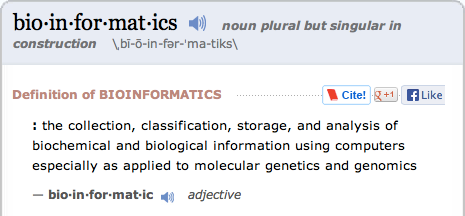 bio·in·for·mat·ics noun plural but singular in
construction \ˌbī-ō-in-fər-ˈma-tiks\
Definition of BIOINFORMATICS Cite! g +1 Like
: the collection, classification, storage, and analysis of
biochemical and biological information using computers
especially as applied to molecular genetics and genomics
— bio·in·for·mat·ic adjective